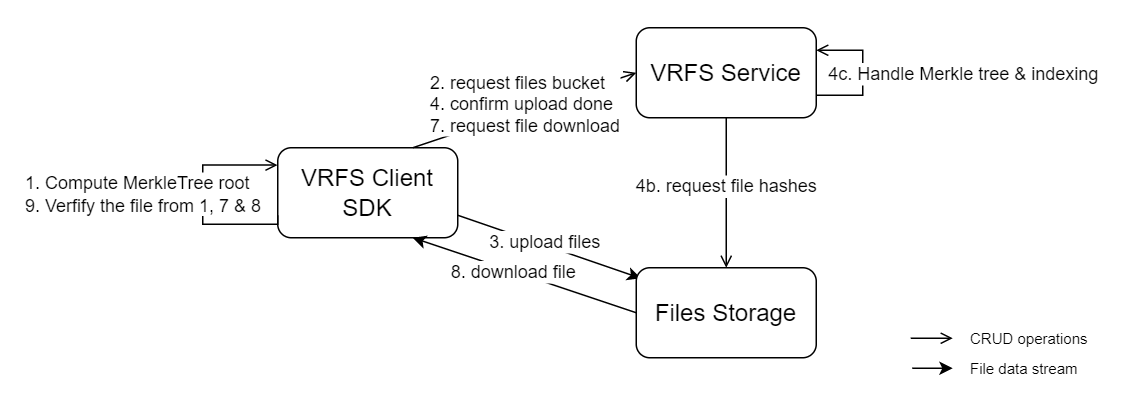 2. request files bucket
4. confirm upload done
7. request file download
VRFS Service
4c. Handle Merkle tree & indexing
1. Compute MerkleTree root
9. Verfify the file from 1, 7 & 8
VRFS Client
SDK
4b. request file hashes
3. upload files
8. download file
Files Storage
CRUD operations
File data stream